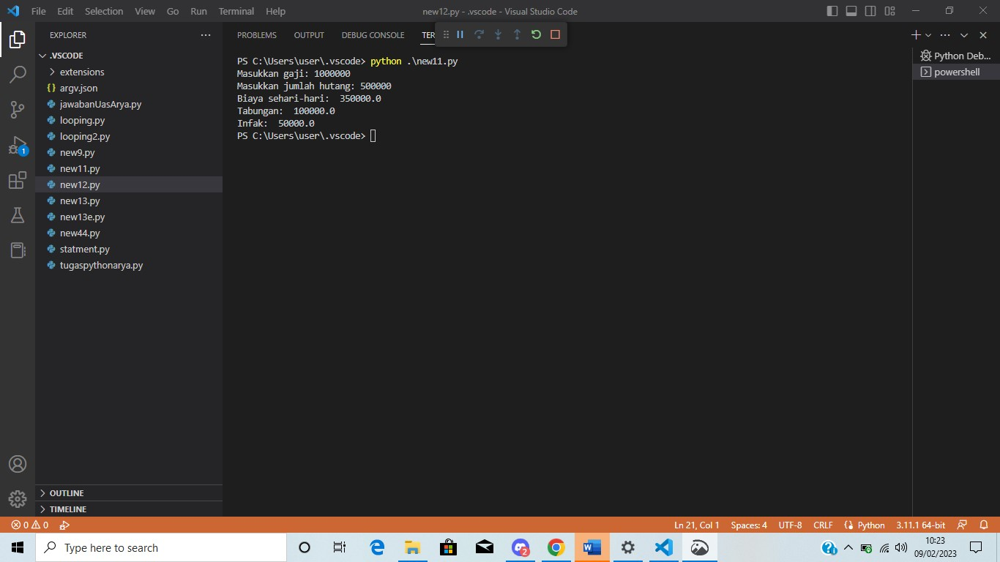 File Edit Selection View Go Run Terminal Help
new12.py - .vscode - Visual Studio Code
EXPLORER
.VSCODE
extensions
{} argv.json
jawabanUasArya.py
looping.py
looping2.py
new9.py
new11.py
new12.py
new13.py
new13e.py
new44.py
statment.py
tugaspythonarya.py
OUTLINE
TIMELINE
1
PROBLEMS OUTPUT DEBUG CONSOLE TER
PS C:\Users\user\.vscode> python .\new11.py
Masukkan gaji: 1000000
Masukkan jumlah hutang: 500000
Biaya sehari-hari:  350000.0
Tabungan:  100000.0
Infak:  50000.0
PS C:\Users\user\.vscode>
Python Deb...
powershell
0 0 Ln 21, Col 1 Spaces: 4 UTF-8 CRLF {} Python 3.11.1 64-bit
Type here to search
2
10:23
09/02/2023